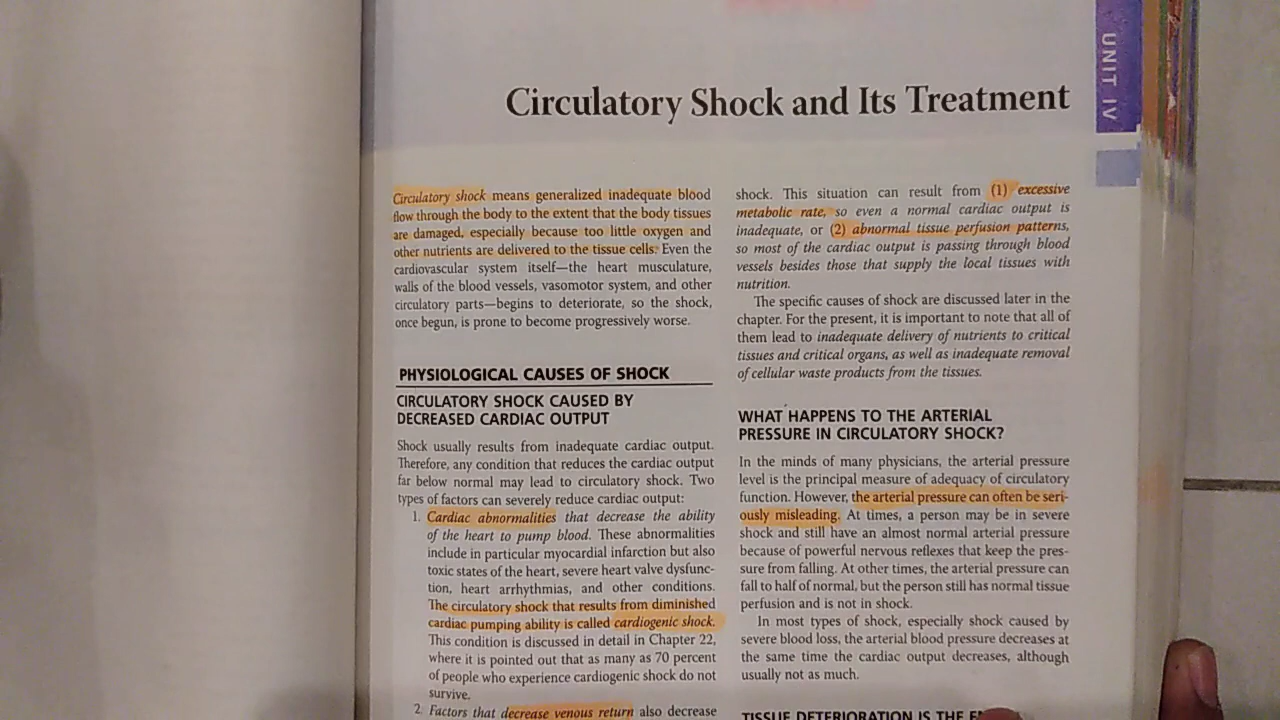 UNIT IV
Circulatory Shock and Its Treatment
Circulatory shock means generalized inadequate blood
flow through the body to the extent that the body tissues
are damaged, especially because too little oxygen and
other nutrients are delivered to the tissue cells. Even the
cardiovascular system itself—the heart musculature,
walls of the blood vessels, vasomotor system, and other
circulatory parts—begins to deteriorate, so the shock,
once begun, is prone to become progressively worse.
PHYSIOLOGICAL CAUSES OF SHOCK
CIRCULATORY SHOCK CAUSED BY
DECREASED CARDIAC OUTPUT
Shock usually results from inadequate cardiac output.
Therefore, any condition that reduces the cardiac output
far below normal may lead to circulatory shock. Two
types of factors can severely reduce cardiac output:
1. Cardiac abnormalities that decrease the ability
of the heart to pump blood. These abnormalities
include in particular myocardial infarction but also
toxic states of the heart, severe heart valve dysfunc-
tion, heart arrhythmias, and other conditions.
The circulatory shock that results from diminished
cardiac pumping ability is called cardiogenic shock.
This condition is discussed in detail in Chapter 22,
where it is pointed out that as many as 70 percent
of people who experience cardiogenic shock do not
survive.
2. Factors that decrease venous return also decrease
shock. This situation can result from (1) excessive
metabolic rate, so even a normal cardiac output is
inadequate, or (2) abnormal tissue perfusion patterns,
so most of the cardiac output is passing through blood
vessels besides those that supply the local tissues with
nutrition.
The specific causes of shock are discussed later in the
chapter. For the present, it is important to note that all of
them lead to inadequate delivery of nutrients to critical
tissues and critical organs, as well as inadequate removal
of cellular waste products from the tissues.
WHAT HAPPENS TO THE ARTERIAL
PRESSURE IN CIRCULATORY SHOCK?
In the minds of many physicians, the arterial pressure
level is the principal measure of adequacy of circulatory
function. However, the arterial pressure can often be seri-
ously misleading. At times, a person may be in severe
shock and still have an almost normal arterial pressure
because of powerful nervous reflexes that keep the pres-
sure from falling. At other times, the arterial pressure can
fall to half of normal, but the person still has normal tissue
perfusion and is not in shock.
In most types of shock, especially shock caused by
severe blood loss, the arterial blood pressure decreases at
the same time the cardiac output decreases, although
usually not as much.
TISSUE DETERIORATION IS THE